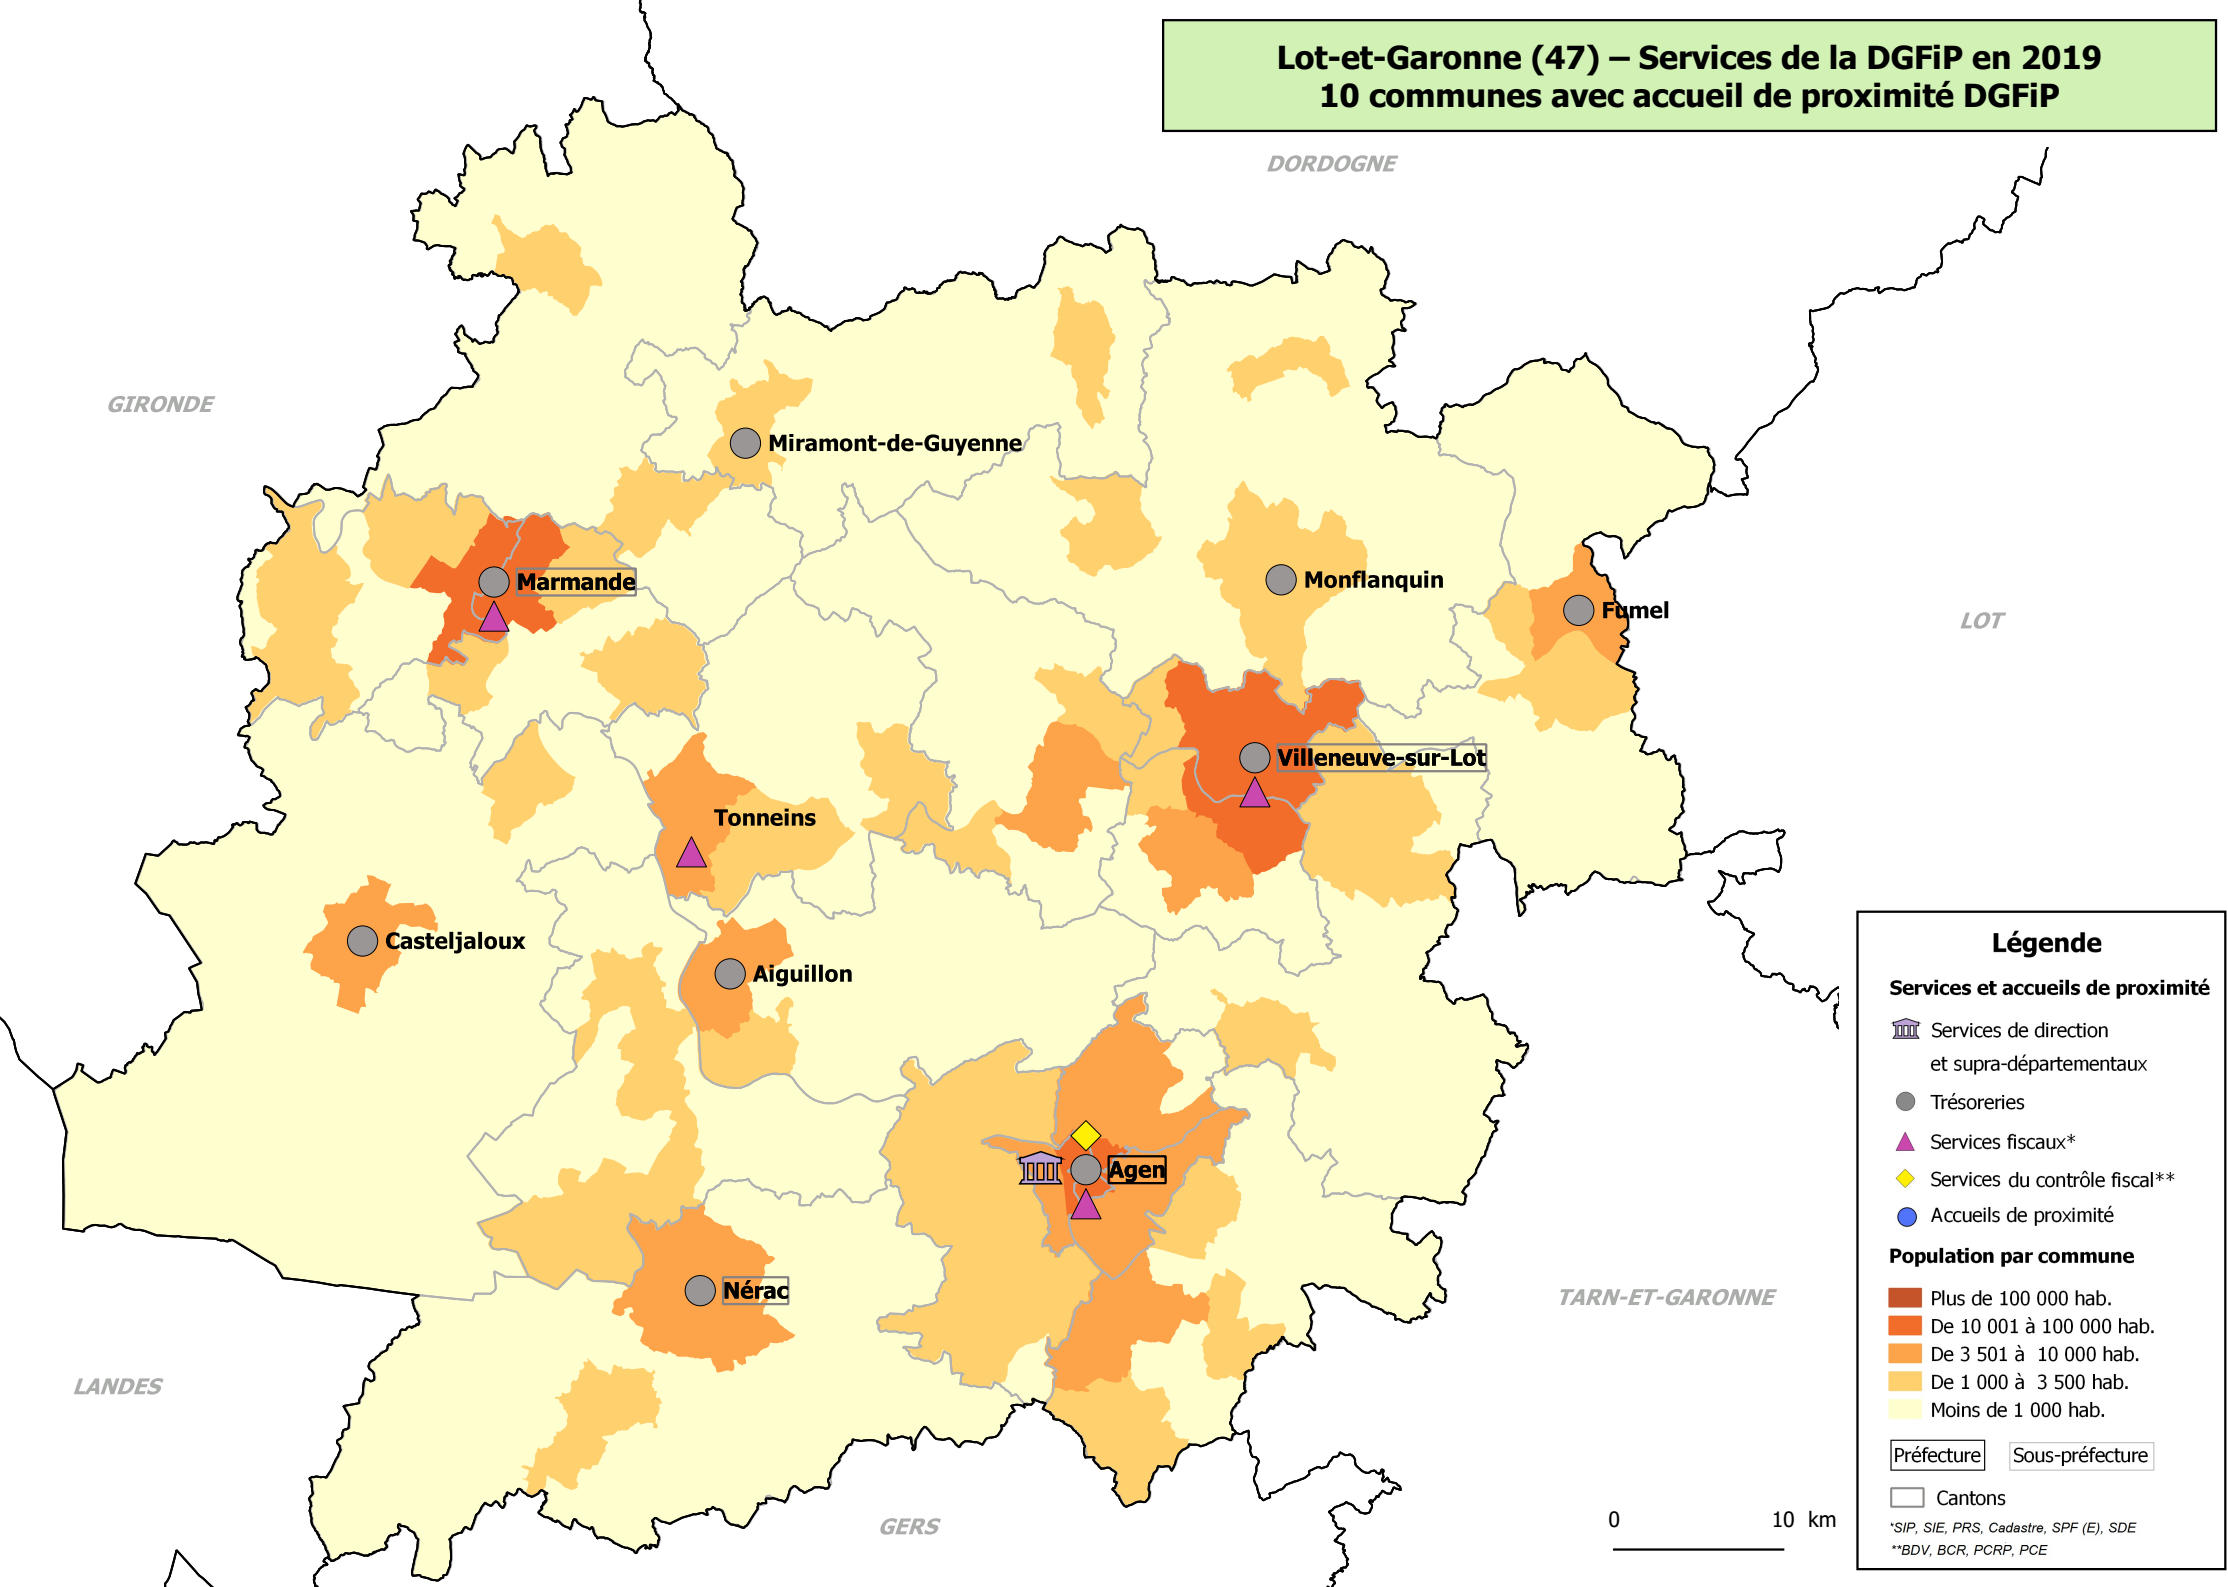 Lot-et-Garonne (47) – Services de la DGFiP en 2019
10 communes avec accueil de proximité DGFiP
DORDOGNE
GIRONDE
Miramont-de-Guyenne
Marmande
Monflanquin
Fumel
LOT
Villeneuve-sur-Lot
Tonneins
Casteljaloux
Aiguillon
Agen
Nérac
TARN-ET-GARONNE
LANDES
GERS
0 10 km
Légende
Services et accueils de proximité
Services de direction
et supra-départementaux
Trésoreries
Services fiscaux*
Services du contrôle fiscal**
Accueils de proximité
Population par commune
Plus de 100 000 hab.
De 10 001 à 100 000 hab.
De 3 501 à 10 000 hab.
De 1 000 à 3 500 hab.
Moins de 1 000 hab.
Préfecture Sous-préfecture
Cantons
*SIP, SIE, PRS, Cadastre, SPF (E), SDE
**BDV, BCR, PCRP, PCE